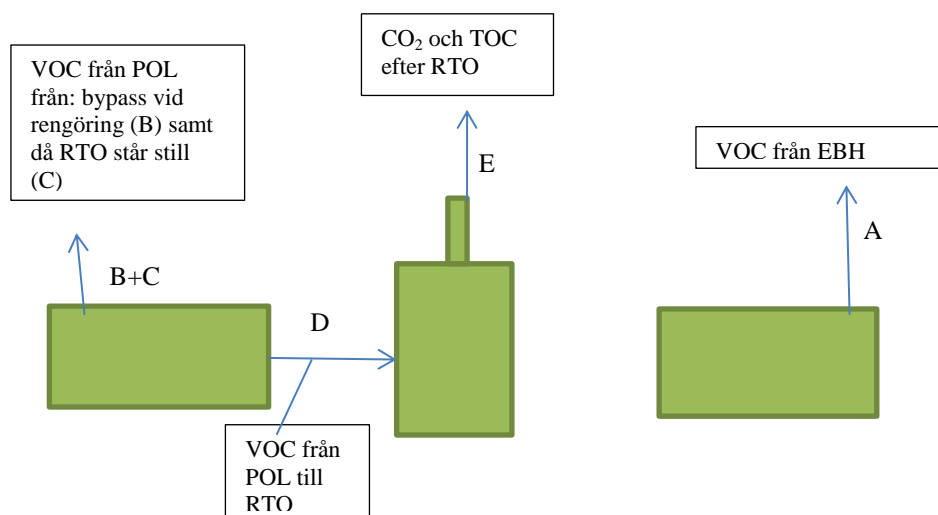 VOC från POL
från: bypass vid
rengöring (B) samt
då RTO står still
(C)
CO₂ och TOC
efter RTO
VOC från EBH
E
A
B+C
D
VOC från
POL till
RTO